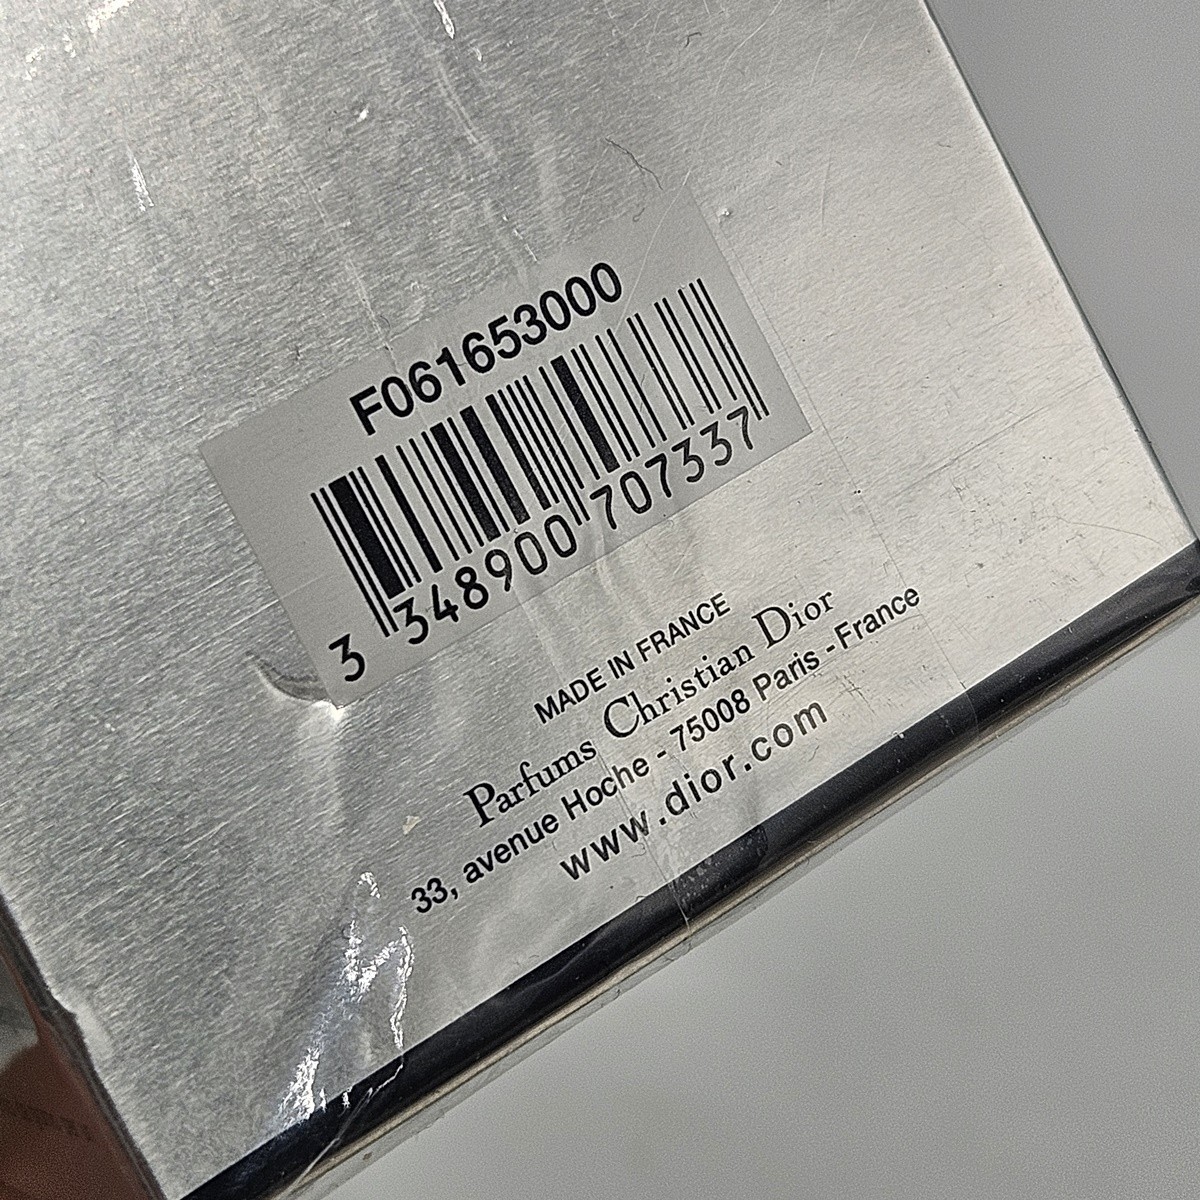 F061653000
3 348900 707337
MADE IN FRANCE
Parfums Christian Dior
33, avenue Hoche - 75008 Paris - France
www.dior.com